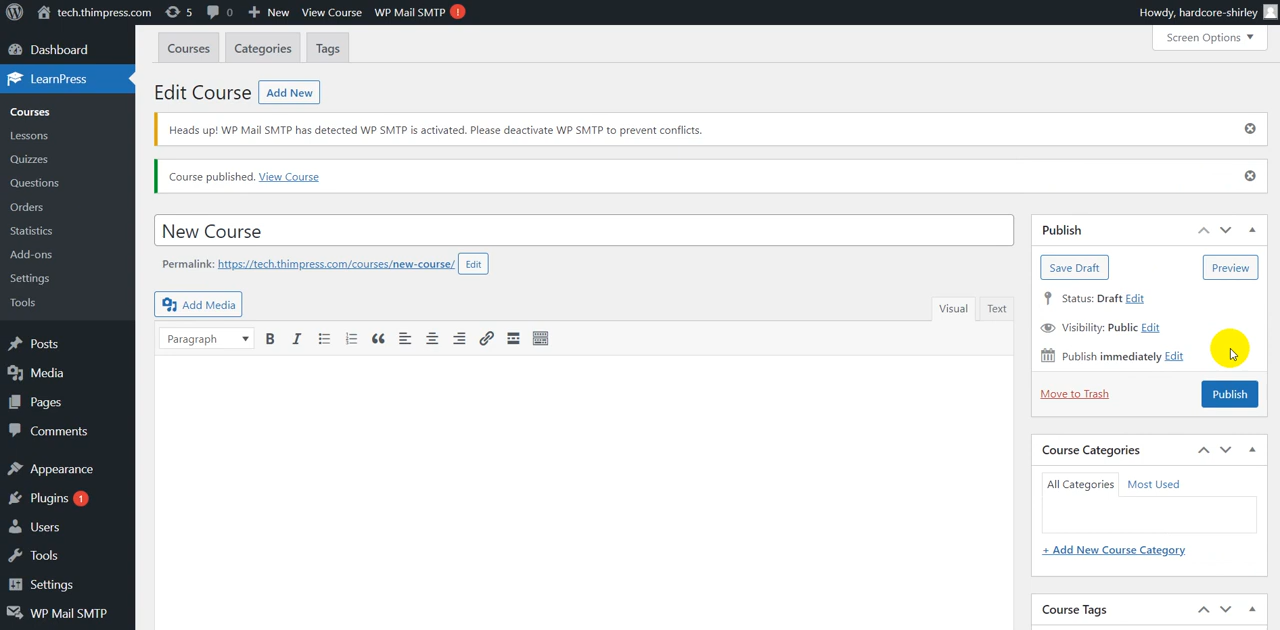 tech.thimpress.com 5 0 New View Course WP Mail SMTP ! Howdy, hardcore-shirley
Screen Options
Dashboard
LearnPress
Courses
Lessons
Quizzes
Questions
Orders
Statistics
Add-ons
Settings
Tools
Posts
Media
Pages
Comments
Appearance
Plugins 1
Users
Tools
Settings
WP Mail SMTP
Courses Categories Tags
Edit Course Add New
Heads up! WP Mail SMTP has detected WP SMTP is activated. Please deactivate WP SMTP to prevent conflicts.
Course published. View Course
New Course
Permalink: https://tech.thimpress.com/courses/new-course/ Edit
Add Media
Visual Text
Paragraph B I
Publish
Save Draft Preview
Status: Draft Edit
Visibility: Public Edit
Publish immediately Edit
Move to Trash Publish
Course Categories
All Categories Most Used
+ Add New Course Category
Course Tags